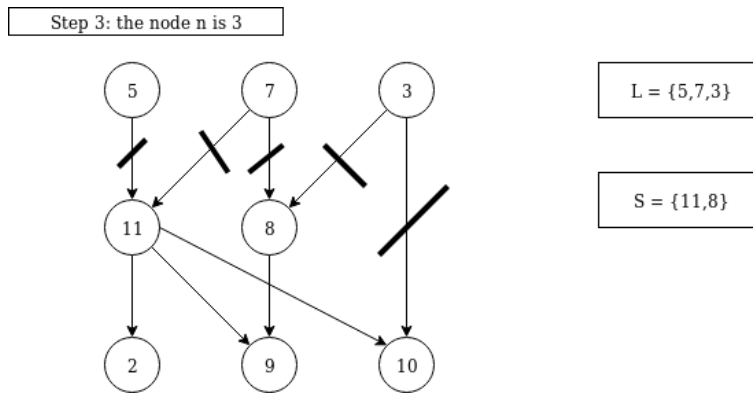 Step 3: the node n is 3
5
7
3
L = {5,7,3}
11
8
S = {11,8}
2
9
10